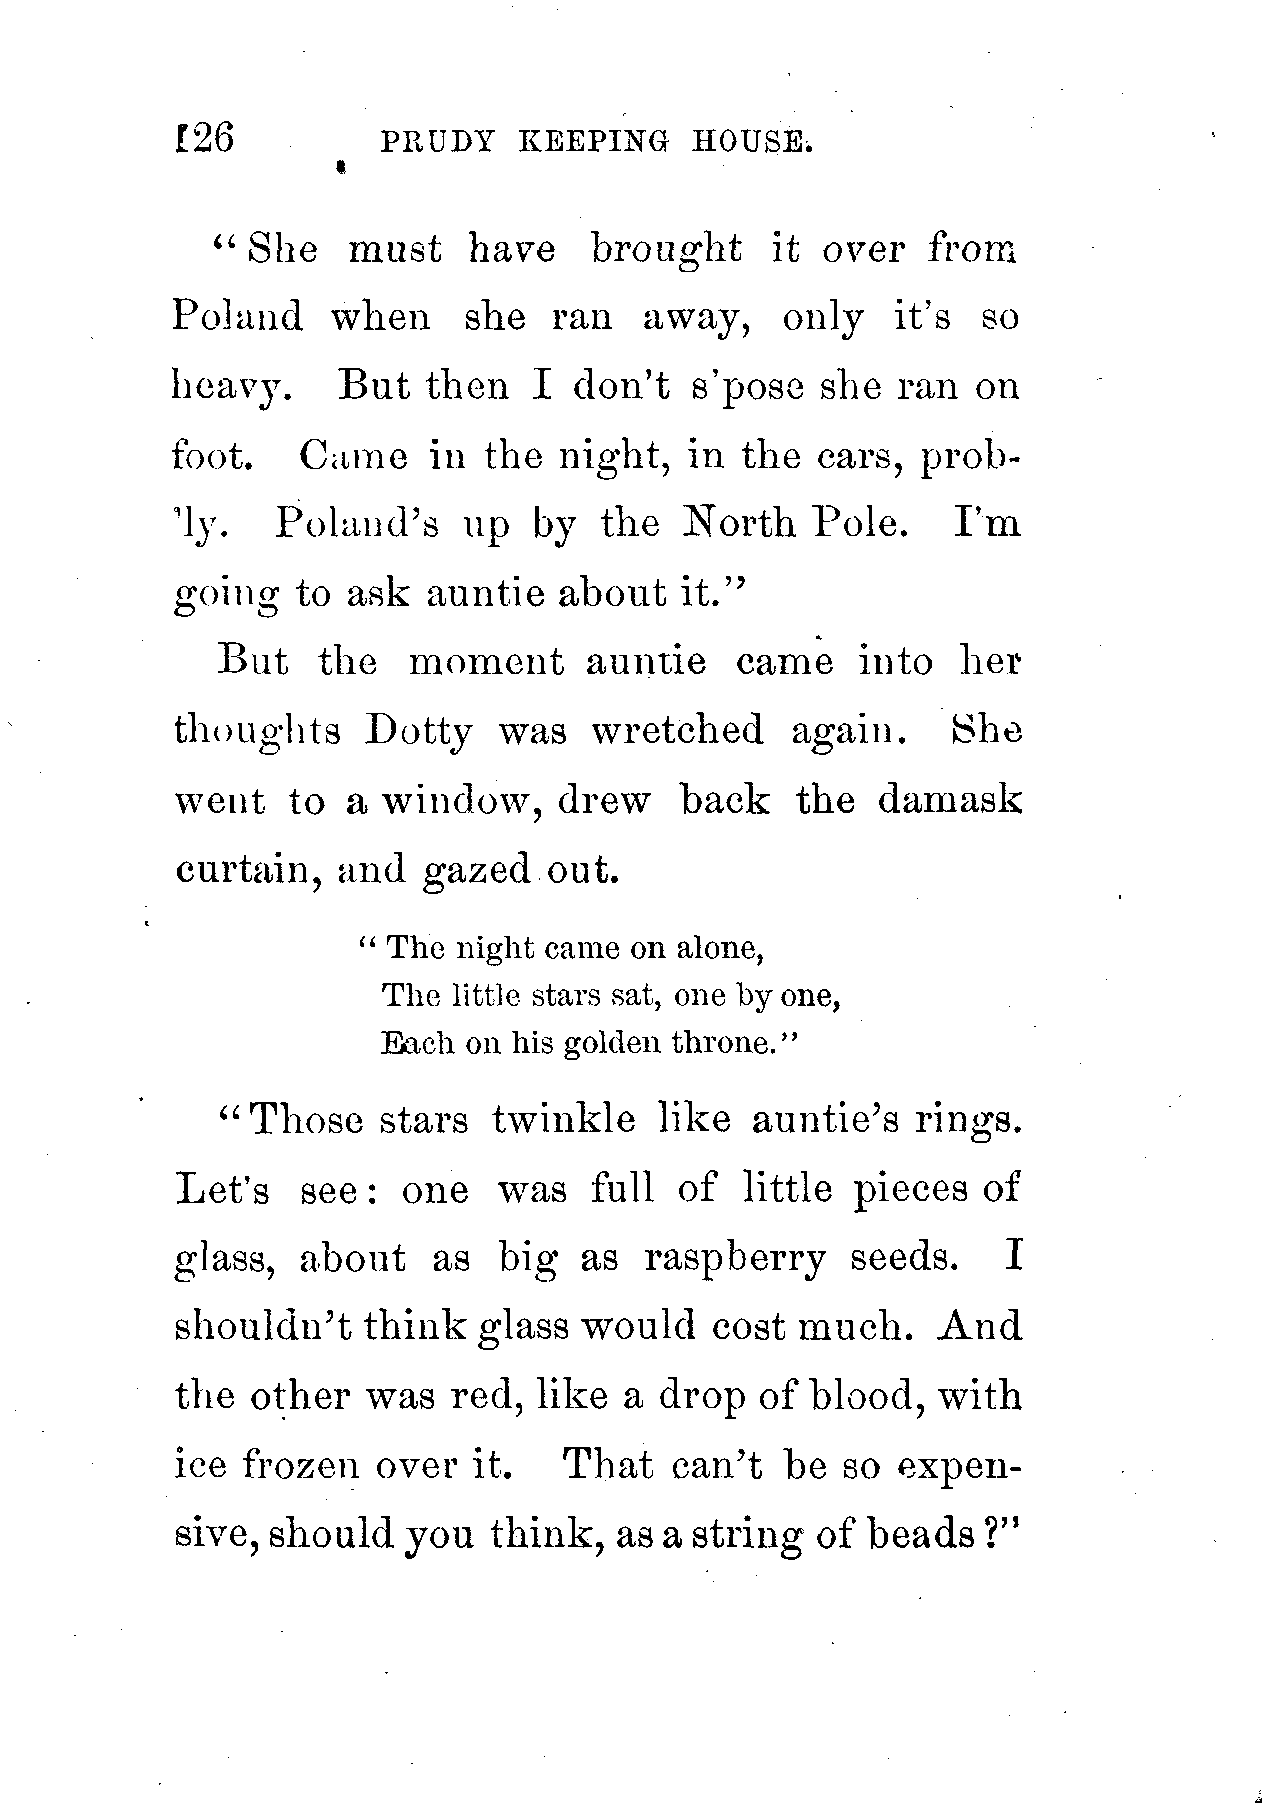 126 PRUDY KEEPING HOUSE.
“She must have brought it over from
Poland when she ran away, only it's so
heavy. But then I don't s'pose she ran on
foot. Came in the night, in the cars, prob-
'ly. Poland's up by the North Pole. I'm
going to ask auntie about it.”
But the moment auntie came into her
thoughts Dotty was wretched again. She
went to a window, drew back the damask
curtain, and gazed out.
“The night came on alone,
The little stars sat, one by one,
Each on his golden throne.”
“Those stars twinkle like auntie's rings.
Let's see: one was full of little pieces of
glass, about as big as raspberry seeds. I
shouldn't think glass would cost much. And
the other was red, like a drop of blood, with
ice frozen over it. That can't be so expen-
sive, should you think, as a string of beads?”